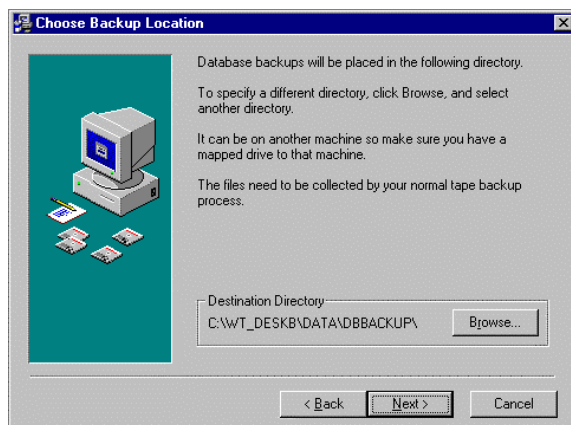 Choose Backup Location
Database backups will be placed in the following directory.
To specify a different directory, click Browse, and select
another directory.
It can be on another machine so make sure you have a
mapped drive to that machine.
The files need to be collected by your normal tape backup
process.
Destination Directory
C:\WT_DESKB\DATA\DBBACKUP\
Browse...
< Back
Next >
Cancel